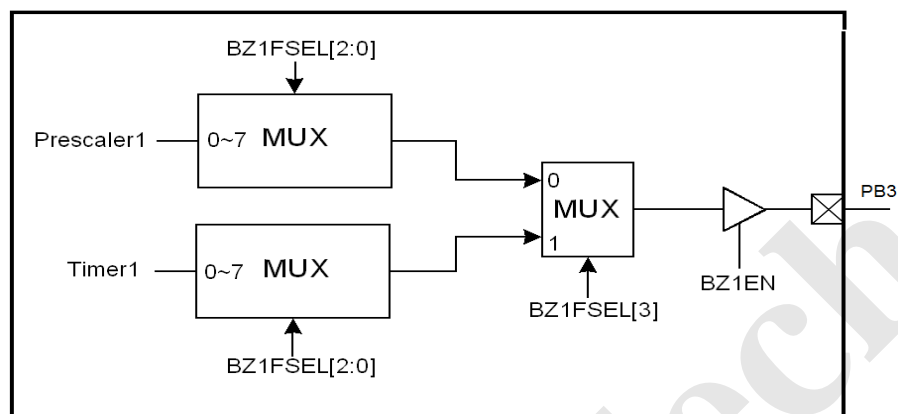 BZ1FSEL[2:0]
Prescaler1
0~7 MUX
0
MUX
1
PB3
Timer1
0~7 MUX
BZ1FSEL[3]
BZ1EN
BZ1FSEL[2:0]
tech